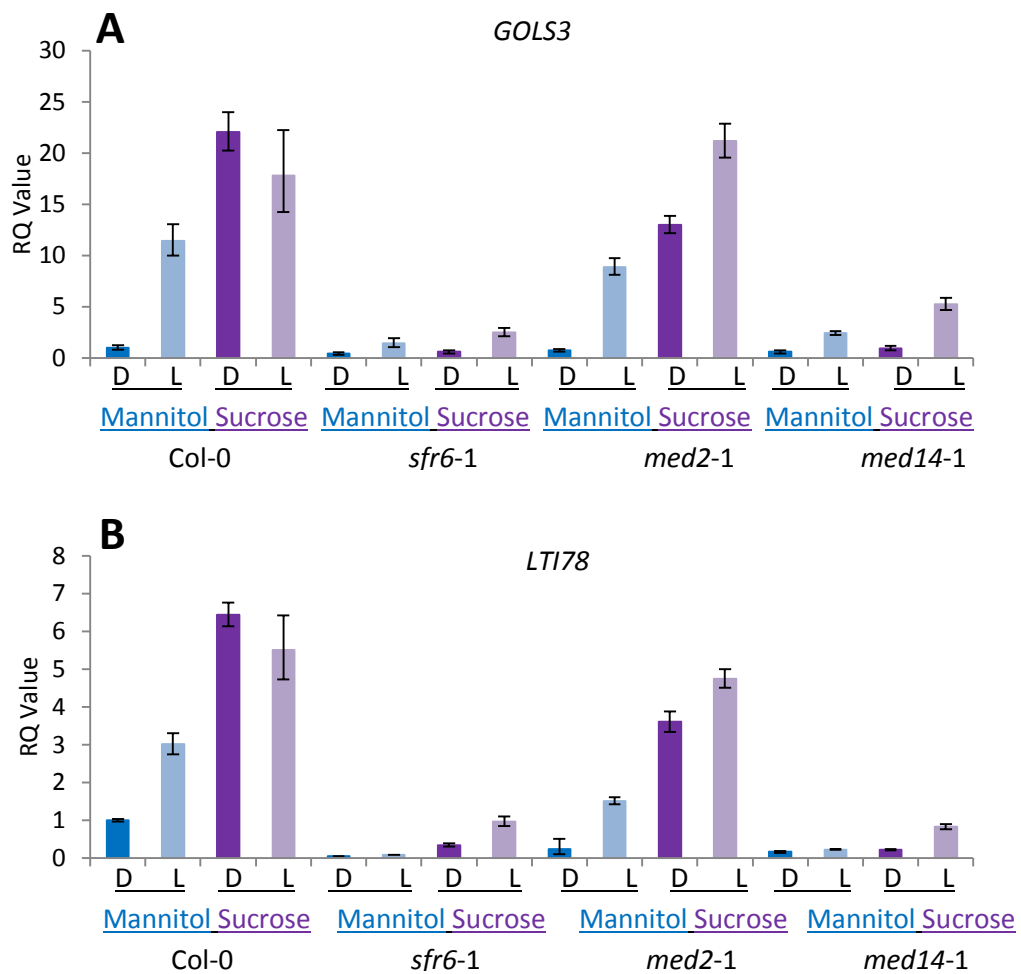 A
GOLS3
30
25
20
15
10
5
0
RQ Value
D L D L D L D L D L D L D L D L
Mannitol Sucrose Mannitol Sucrose Mannitol Sucrose Mannitol Sucrose
Col-0 sfr6-1 med2-1 med14-1
B
LTI78
8
7
6
5
4
3
2
1
0
RQ Value
D L D L D L D L D L D L D L D L
Mannitol Sucrose Mannitol Sucrose Mannitol Sucrose Mannitol Sucrose
Col-0 sfr6-1 med2-1 med14-1